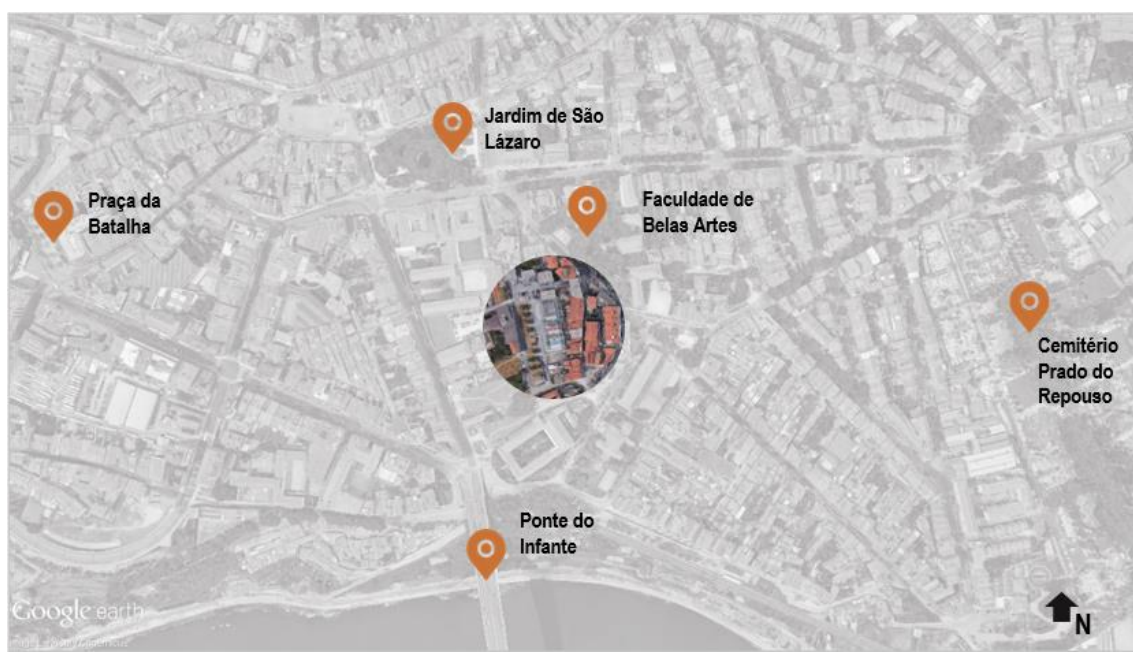 Jardim de São
Lázaro
Praça da
Batalha
Faculdade de
Belas Artes
Cemitério
Prado do
Repouso
Ponte do
Infante
Google earth
N